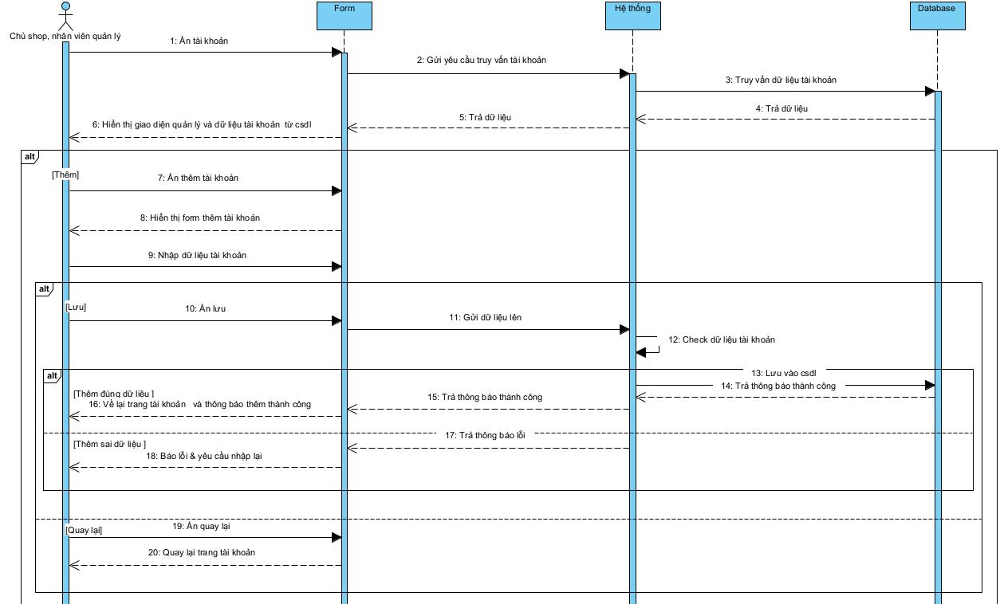 Form
Hệ thống
Database
Chủ shop, nhân viên quản lý
1: Ấn tài khoản
2: Gửi yêu cầu truy vấn tài khoản
3: Truy vấn dữ liệu tài khoản
4: Trả dữ liệu
5: Trả dữ liệu
6: Hiển thị giao diện quản lý và dữ liệu tài khoản từ csdl
alt
[Thêm]
7: Ấn thêm tài khoản
8: Hiển thị form thêm tài khoản
9: Nhập dữ liệu tài khoản
alt
[Lưu]
10: Ấn lưu
11: Gửi dữ liệu lên
12: Check dữ liệu tài khoản
alt
13: Lưu vào csdl
14: Trả thông báo thành công
[Thêm đúng dữ liệu ]
15: Trả thông báo thành công
16: Về lại trang tài khoản và thông báo thêm thành công
17: Trả thông báo lỗi
[Thêm sai dữ liệu ]
18: Báo lỗi & yêu cầu nhập lại
19: Ấn quay lại
[Quay lại]
20: Quay lại trang tài khoản